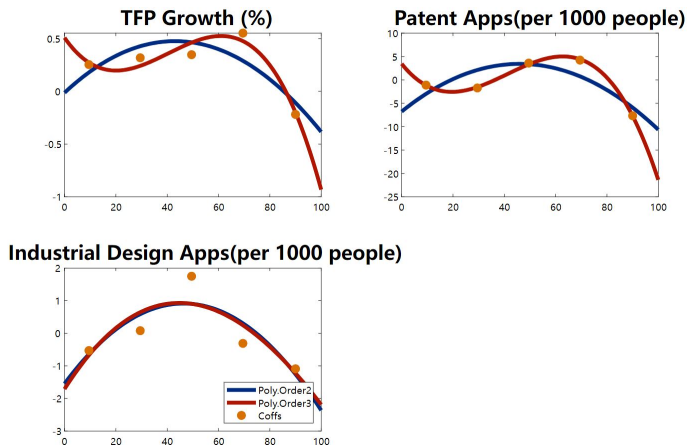 TFP Growth (%)
0.5
0
-0.5
-1
0 20 40 60 80 100
Patent Apps(per 1000 people)
10
5
0
-5
-10
-15
-20
-25
0 20 40 60 80 100
Industrial Design Apps(per 1000 people)
2
1
0
-1
-2
-3
0 20 40 60 80 100
Poly.Order2
Poly.Order3
Coffs